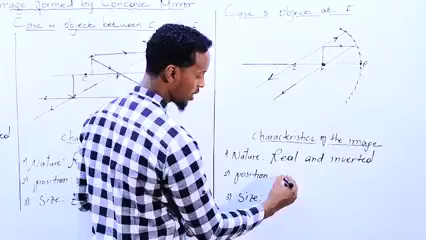 Image formed by Concave Mirror
Case 4 object between C
Case 5 object at F
C
F
P
Characteristics of the image
1) Nature: Real and inverted
2) position:
3) Size:
1) Nature: R
2) position
3) Size: